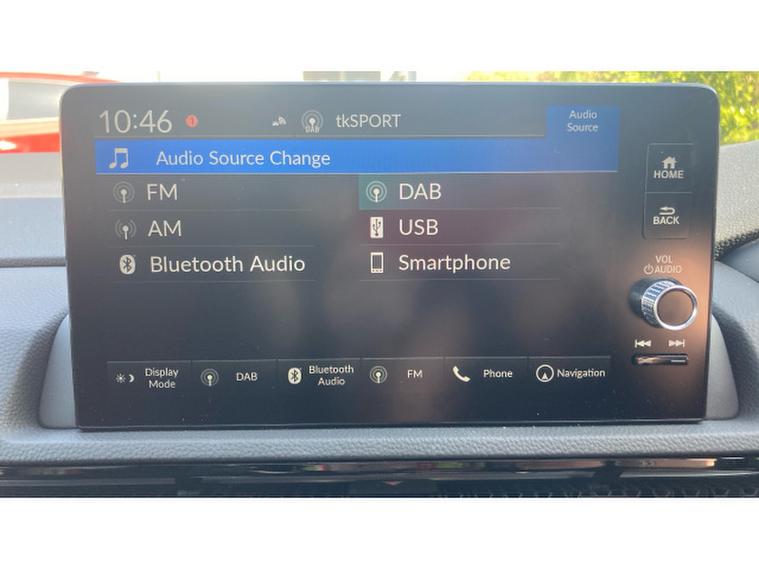 10:46
1
DAB
tkSPORT
Audio
Source
Audio Source Change
FM
DAB
AM
USB
Bluetooth Audio
Smartphone
HOME
BACK
VOL
AUDIO
Display
Mode
DAB
Bluetooth
Audio
FM
Phone
Navigation